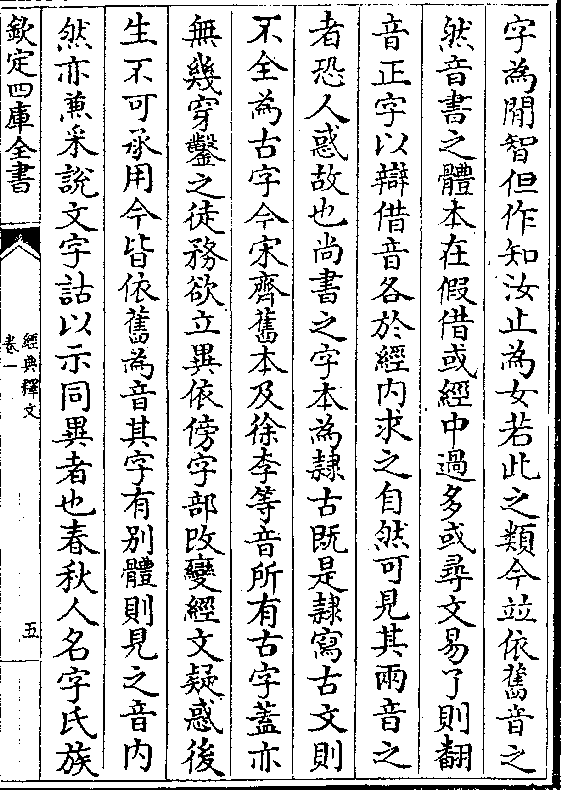 字為閒智但作知汝止為女若此之類今並依舊音之
然音書之體本在假借或經中過多或尋文易了則翻
音正字以辯借音各於經内求之自然可見其兩音之
者恐人惑故也尚書之字本為隸古既是隸寫古文則
不全為古字今宋齊舊本及徐李等音所有古字蓋亦
無幾穿鑿之徒務欲立異依傍字部改變經文疑惑後
生不可承用今皆依舊為音其字有别體則見之音内
然亦兼采說文字詁以示同異者也春秋人名字氏族
欽定四庫全書
經典釋文
卷一
五